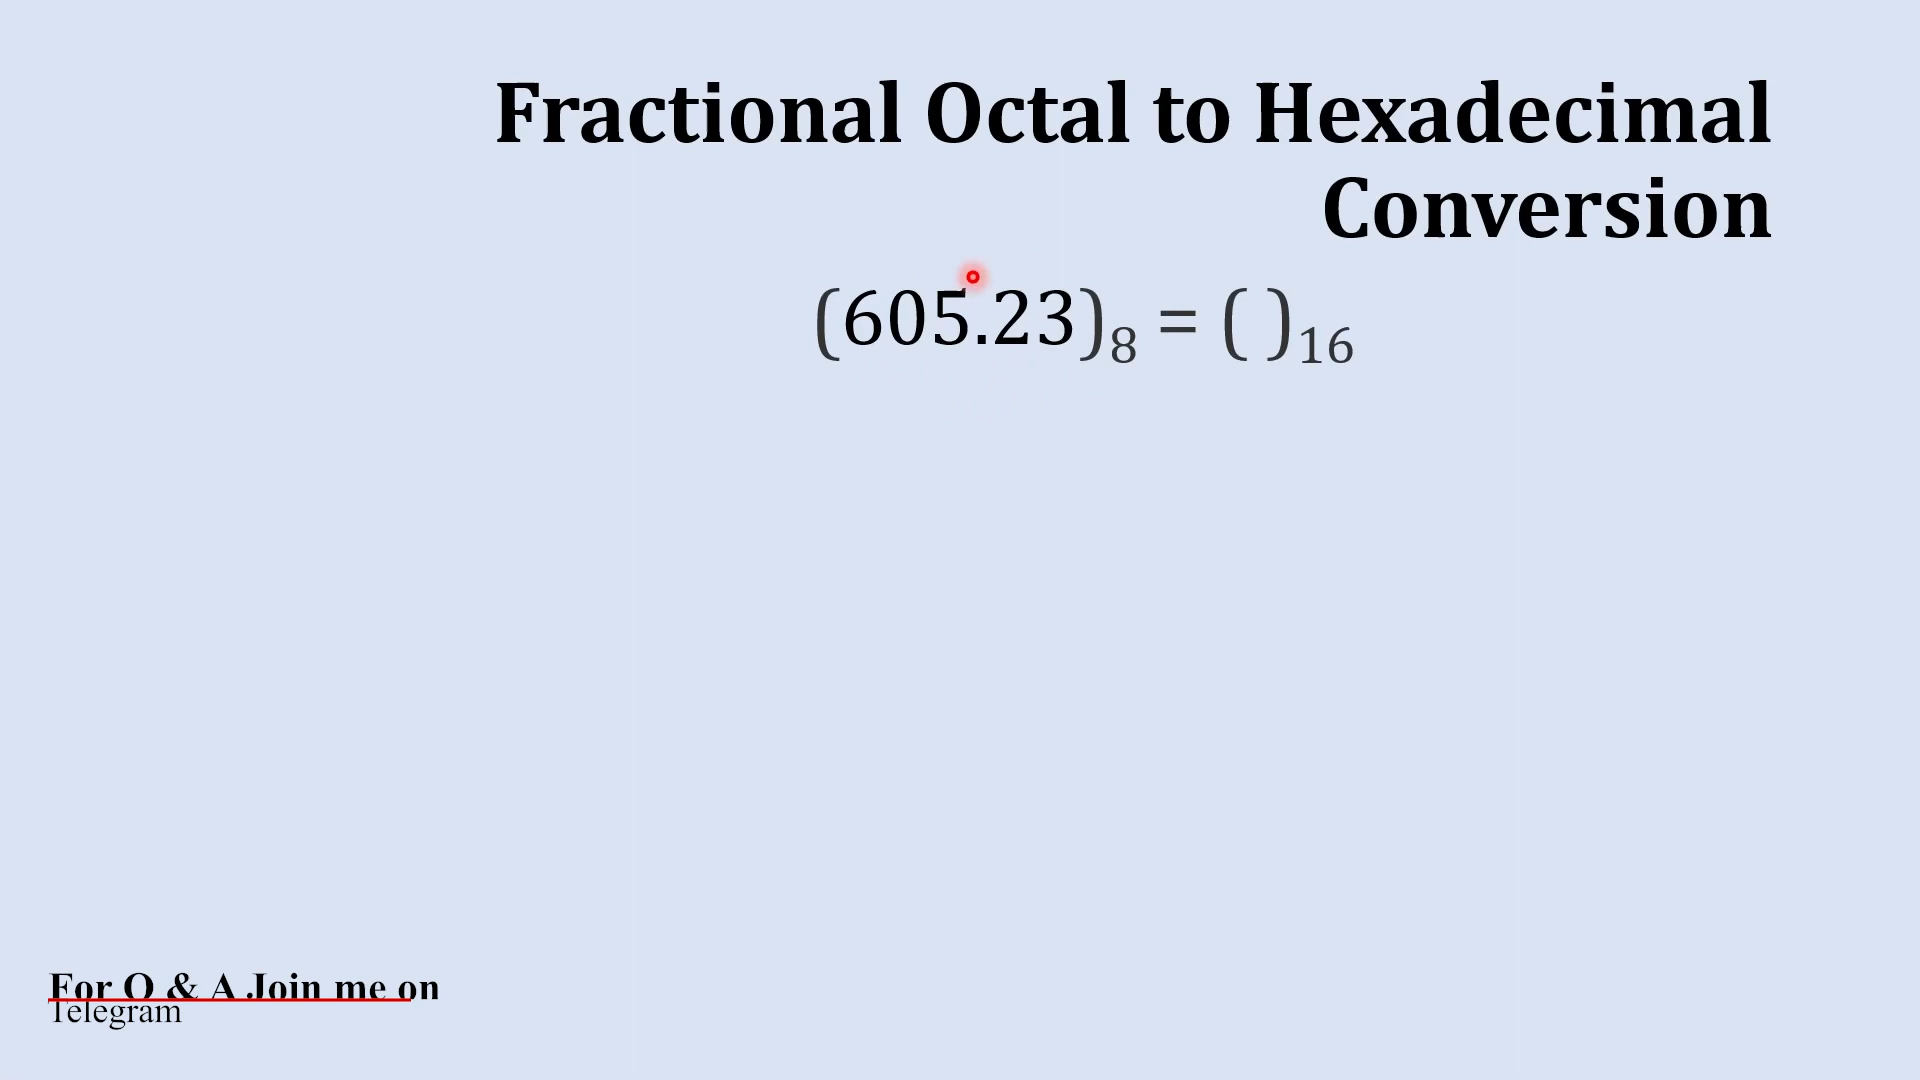 Fractional Octal to Hexadecimal
Conversion
(605.23)₈ = ( )₁₆
For Q & A Join me on
Telegram